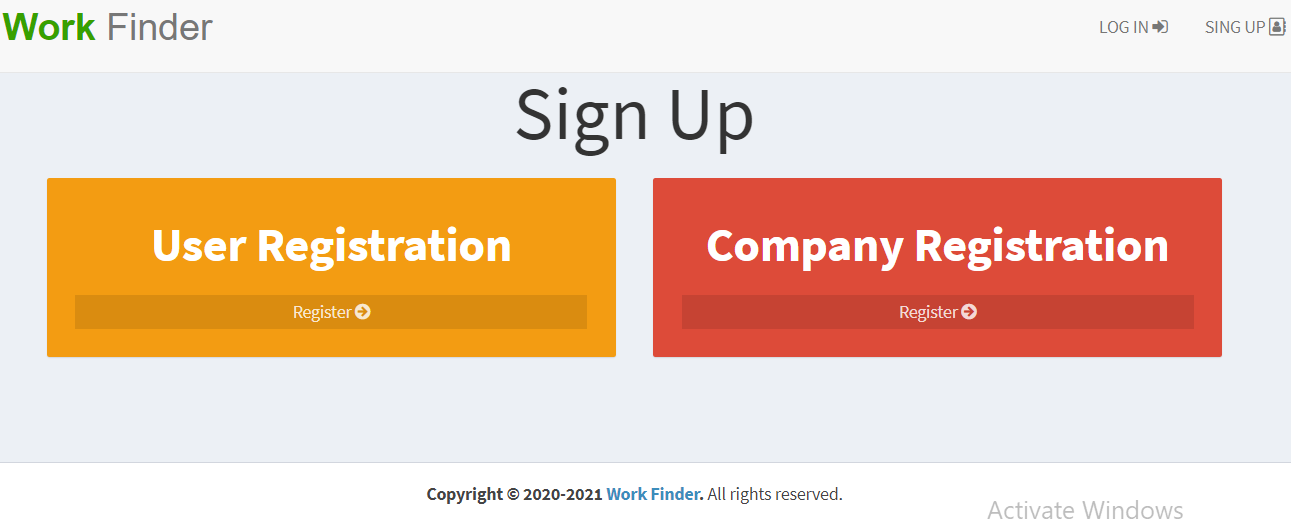 Work Finder
LOG IN
SING UP
Sign Up
User Registration
Company Registration
Register
Register
Copyright © 2020-2021 Work Finder. All rights reserved.
Activate Windows